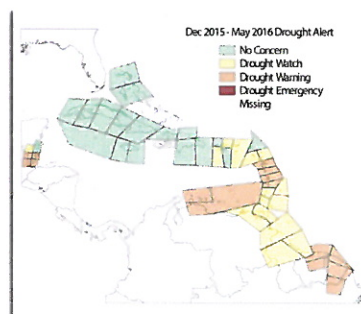 Dec 2015 - May 2016 Drought Alert
No Concern
Drought Watch
Drought Warning
Drought Emergency
Missing